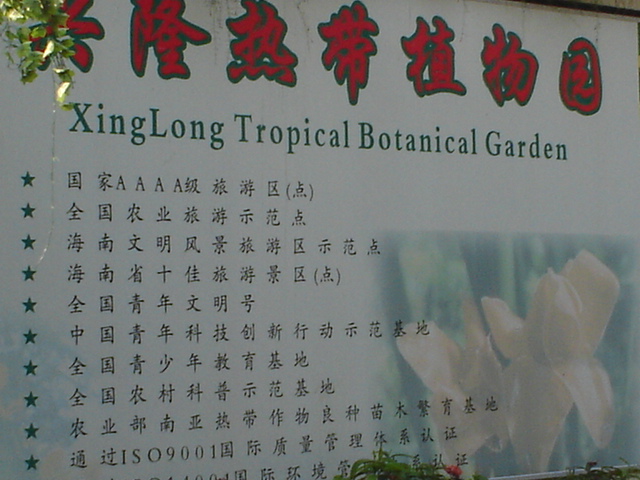 兴隆热带植物园
XingLong Tropical Botanical Garden
★ 国家AAAA级旅游区(点)
★ 全国农业旅游示范点
★ 海南文明风景旅游区示范点
★ 海南省十佳旅游景区(点)
★ 全国青年文明号
★ 中国青年科技创新行动示范基地
★ 全国青少年教育基地
★ 全国农村科普示范基地
★ 农业部南亚热带作物良种苗木繁育基地
★ 通过ISO9001国际质量管理体系认证
国际环境管